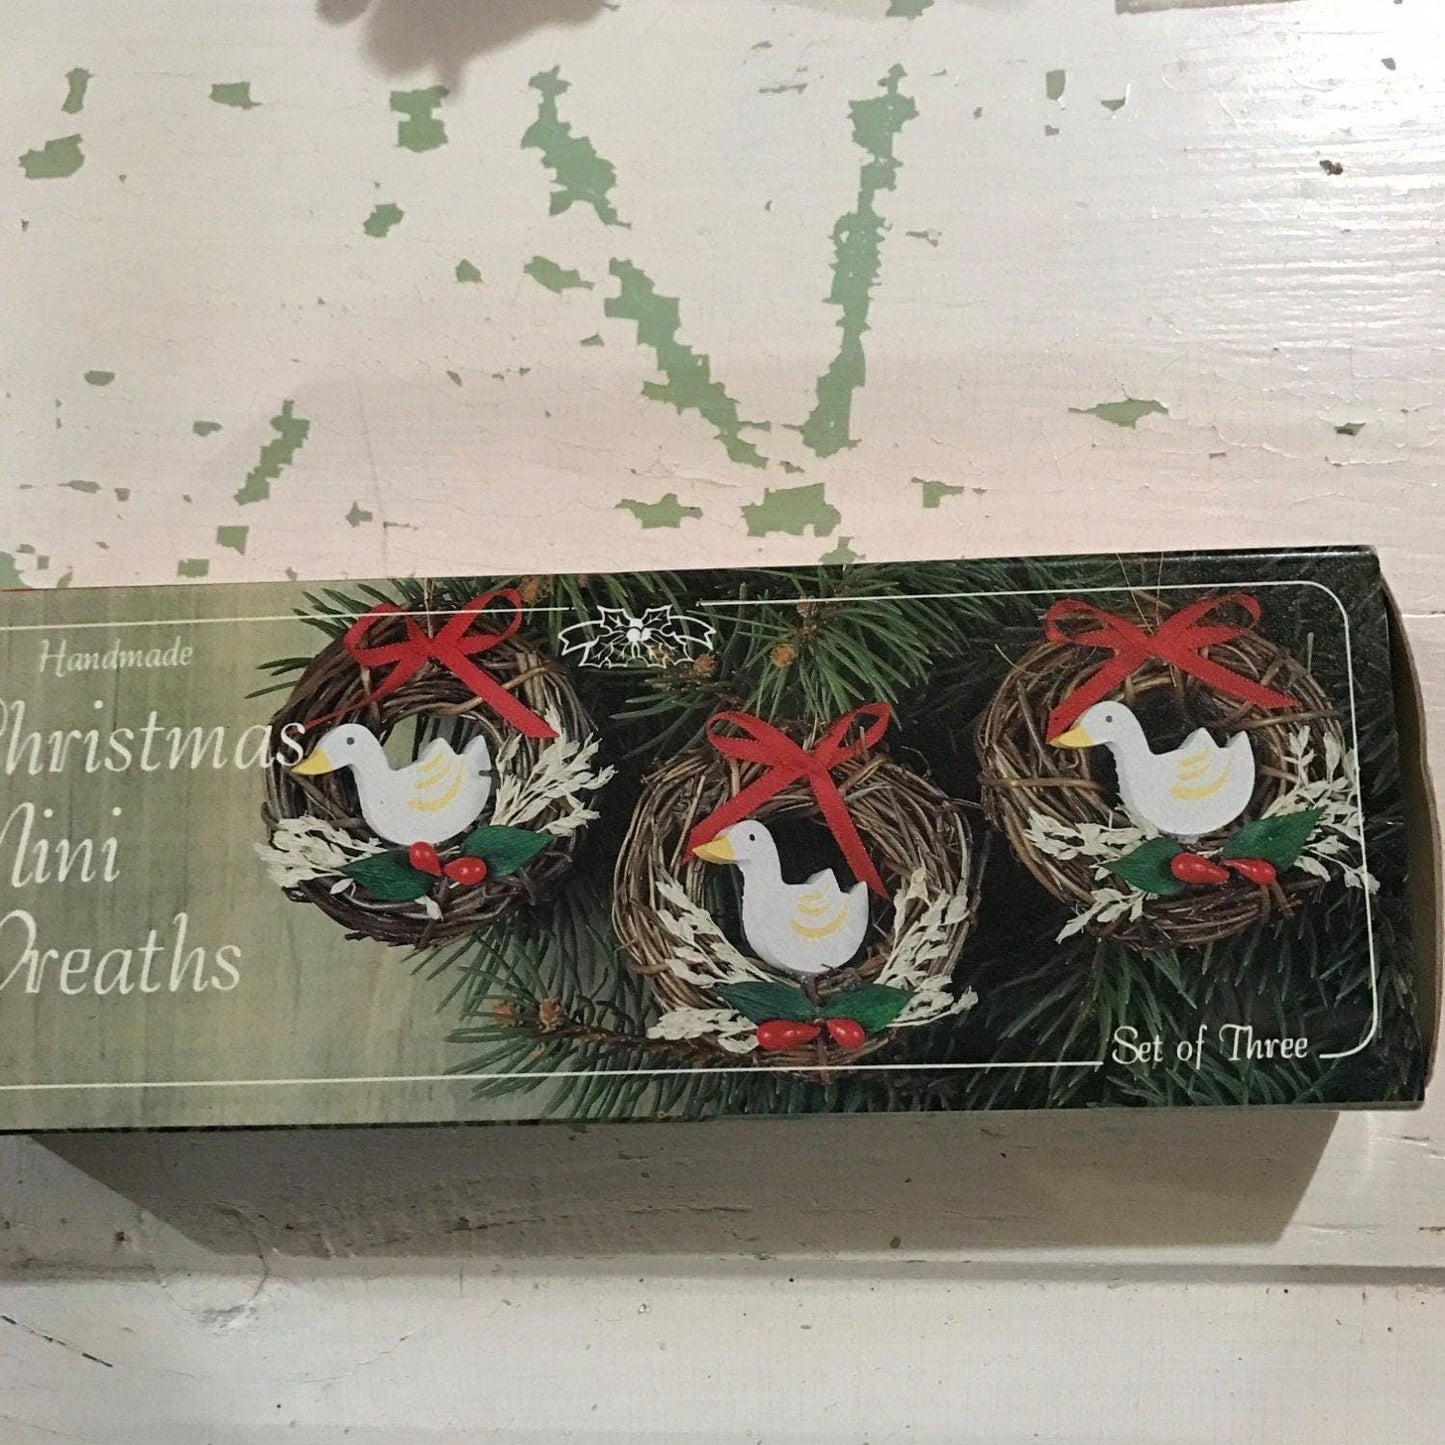 Handmade
Christmas
Mini
Wreaths
Set of Three